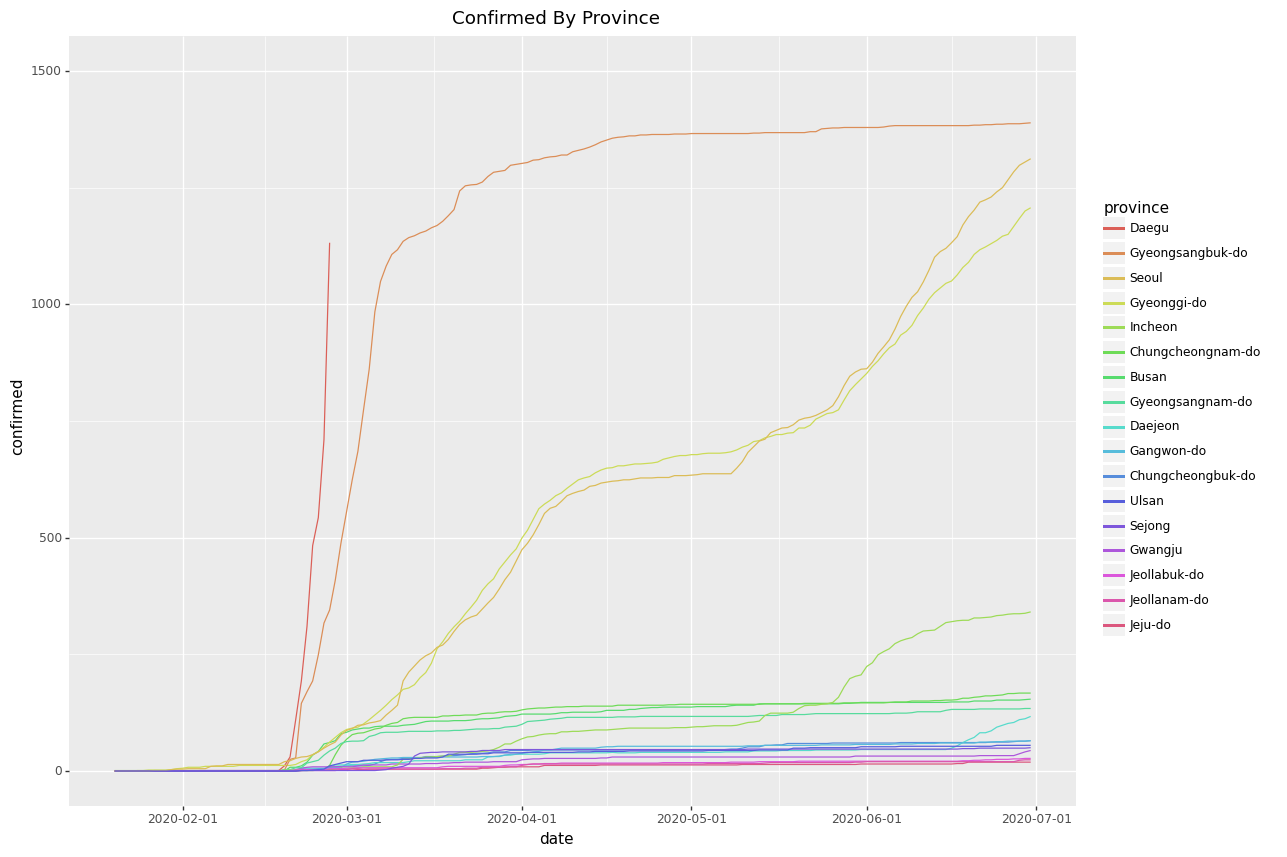 Confirmed By Province
1500
1000
500
0
confirmed
2020-02-01
2020-03-01
2020-04-01
2020-05-01
2020-06-01
2020-07-01
date
province
Daegu
Gyeongsangbuk-do
Seoul
Gyeonggi-do
Incheon
Chungcheongnam-do
Busan
Gyeongsangnam-do
Daejeon
Gangwon-do
Chungcheongbuk-do
Ulsan
Sejong
Gwangju
Jeollabuk-do
Jeollanam-do
Jeju-do